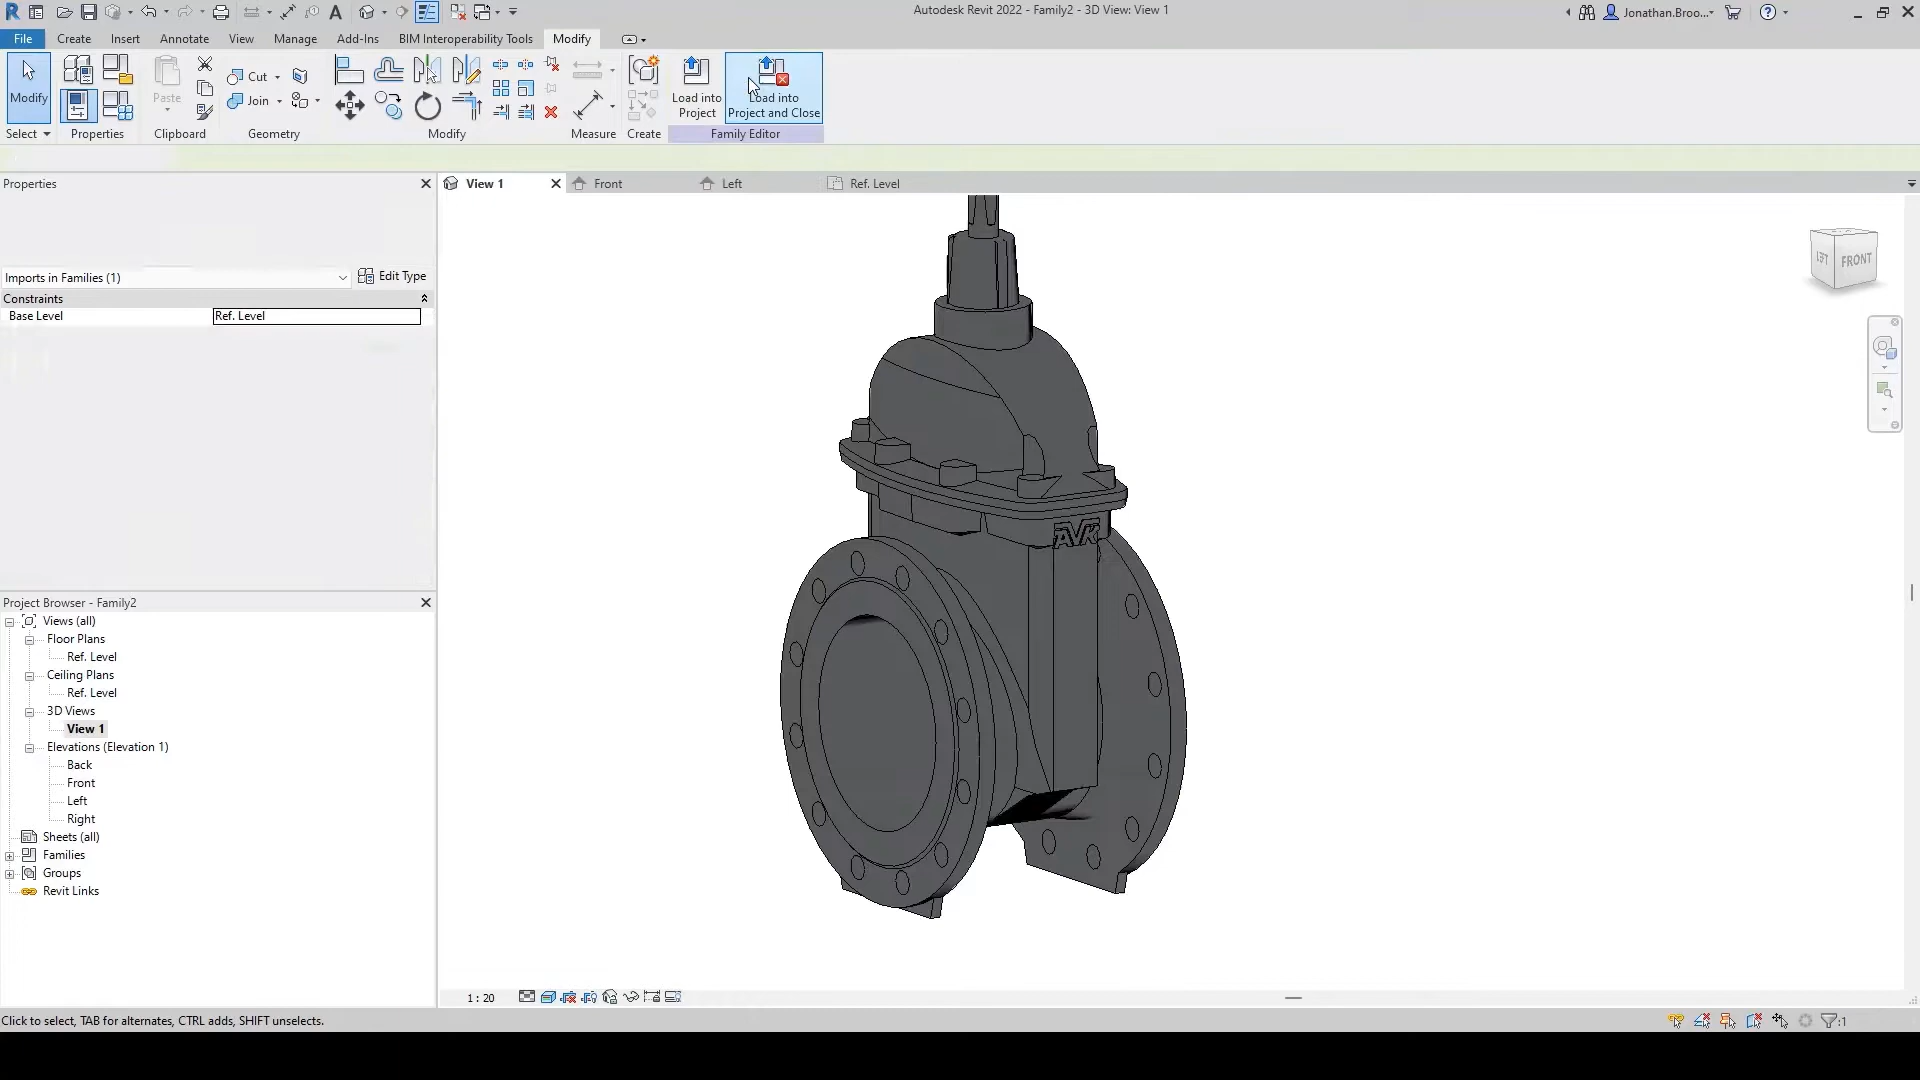 Autodesk Revit 2022 - Family2 - 3D View: View 1
Jonathan.Broo...
File Create Insert Annotate View Manage Add-Ins BIM Interoperability Tools Modify
Modify
Cut
Join
Paste
Load into Project
Load into Project and Close
Select Properties Clipboard Geometry Modify Measure Create Family Editor
Properties
View 1 Front Left Ref. Level
Imports in Families (1)
Edit Type
Constraints
Base Level Ref. Level
LEFT FRONT
AVK
Project Browser - Family2
Views (all)
Floor Plans
Ref. Level
Ceiling Plans
Ref. Level
3D Views
View 1
Elevations (Elevation 1)
Back
Front
Left
Right
Sheets (all)
Families
Groups
Revit Links
1 : 20
Click to select, TAB for alternates, CTRL adds, SHIFT unselects.
:1